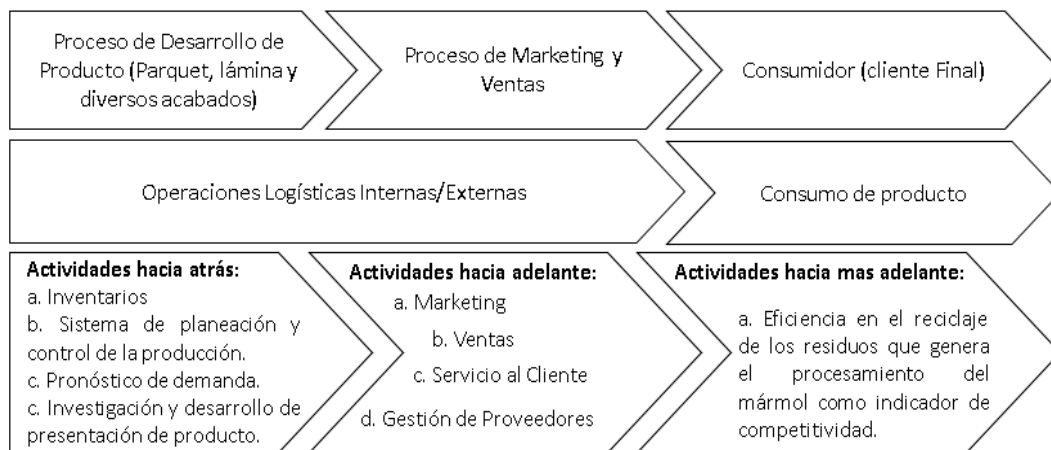 Proceso de Desarrollo de
Producto (Parquet, lámina y
diversos acabados)
Proceso de Marketing y
Ventas
Consumidor (cliente Final)
Operaciones Logísticas Internas/Externas
Consumo de producto
Actividades hacia atrás:
a. Inventarios
b. Sistema de planeación y
control de la producción.
c. Pronóstico de demanda.
c. Investigación y desarrollo de
presentación de producto.
Actividades hacia adelante:
a. Marketing
b. Ventas
c. Servicio al Cliente
d. Gestión de Proveedores
Actividades hacia mas adelante:
a. Eficiencia en el reciclaje
de los residuos que genera
el procesamiento del
mármol como indicador de
competitividad.